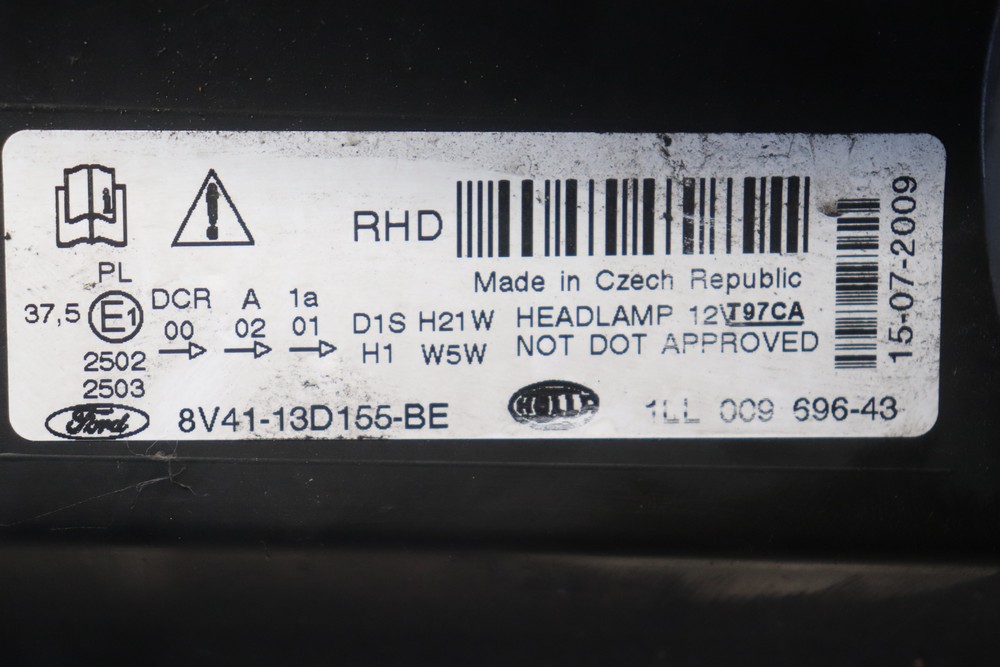 RHD
Made in Czech Republic
PL
37,5 E1 DCR A 1a
00 02 01
D1S H21W HEADLAMP 12V T97CA
2502 H1 W5W NOT DOT APPROVED
2503
Ford 8V41-13D155-BE HELLA 1LL 009 696-43
15-07-2009